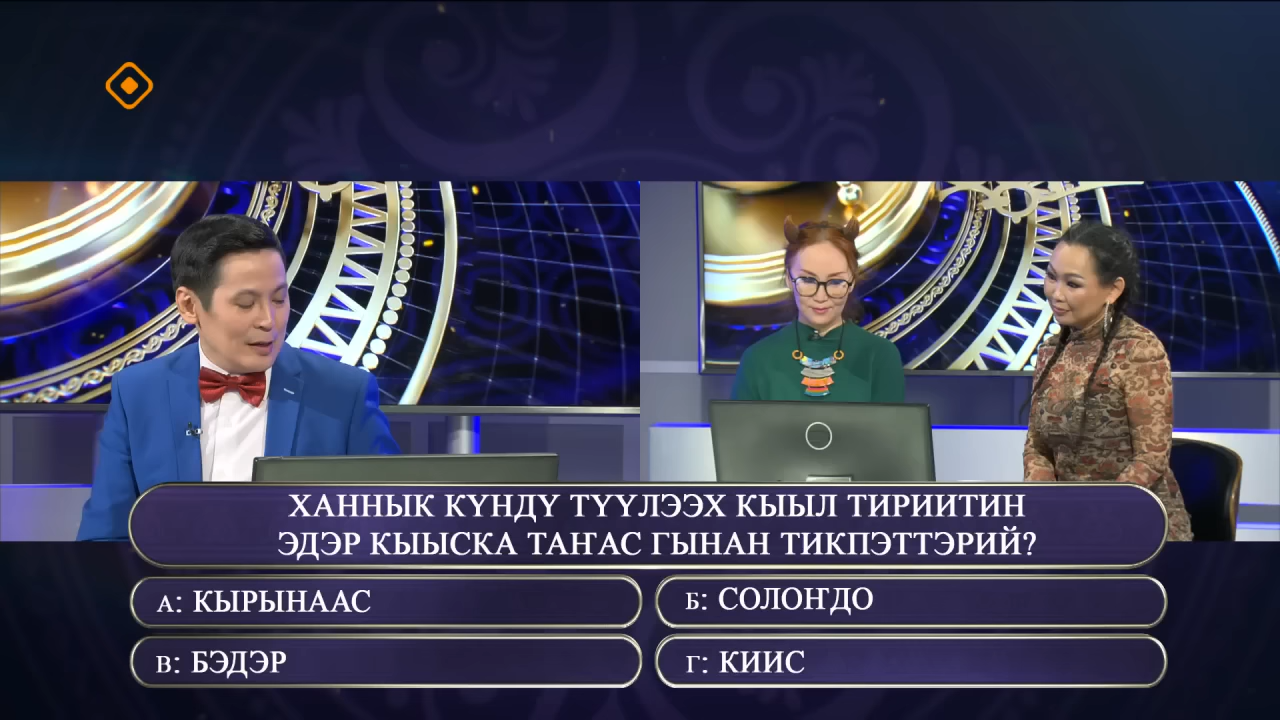 ХАННЫК КҮНДҮ ТҮҮЛЭЭХ КЫЫЛ ТИРИИТИН
ЭДЭР КЫЫСКА ТАҤАС ГЫНАН ТИКПЭТТЭРИЙ?
А: КЫРЫНААС
Б: СОЛОҤДО
В: БЭДЭР
Г: КИИС